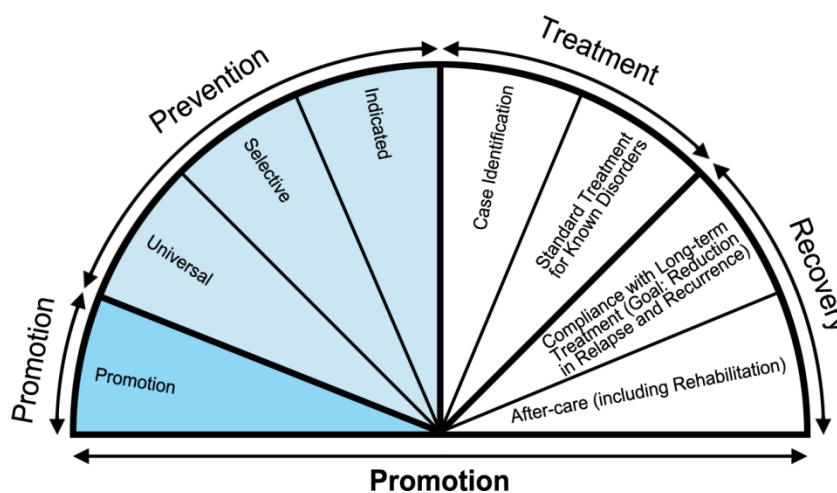 Prevention
Treatment
Recovery
Promotion
Promotion
Universal
Selective
Indicated
Case Identification
Standard Treatment
for Known Disorders
Compliance with Long-term
Treatment (Goal: Reduction
in Relapse and Recurrence)
After-care (including Rehabilitation)
Promotion